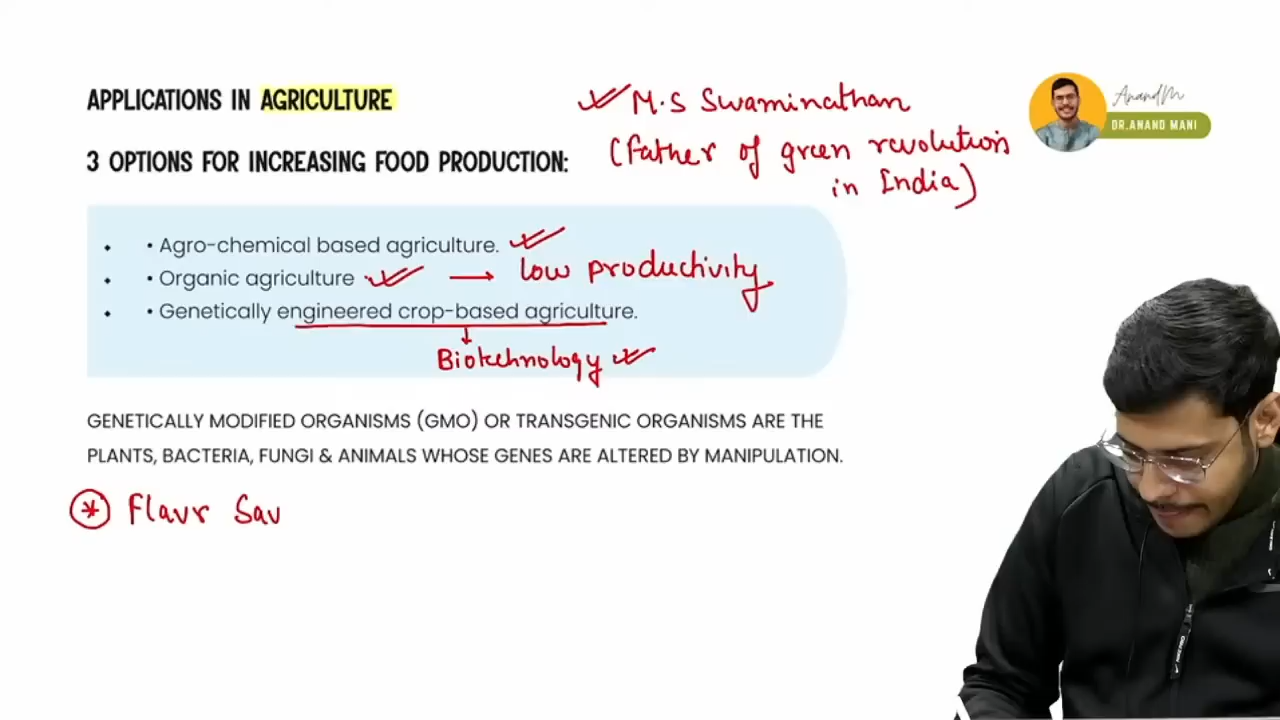 APPLICATIONS IN AGRICULTURE
3 OPTIONS FOR INCREASING FOOD PRODUCTION:
M.S Swaminathan
(Father of green revolution
in India)
AnandM
DR.ANAND MANI
• Agro-chemical based agriculture.
• Organic agriculture → low productivity
• Genetically engineered crop-based agriculture.
Biotechnology
GENETICALLY MODIFIED ORGANISMS (GMO) OR TRANSGENIC ORGANISMS ARE THE
PLANTS, BACTERIA, FUNGI & ANIMALS WHOSE GENES ARE ALTERED BY MANIPULATION.
* Flavr Sav